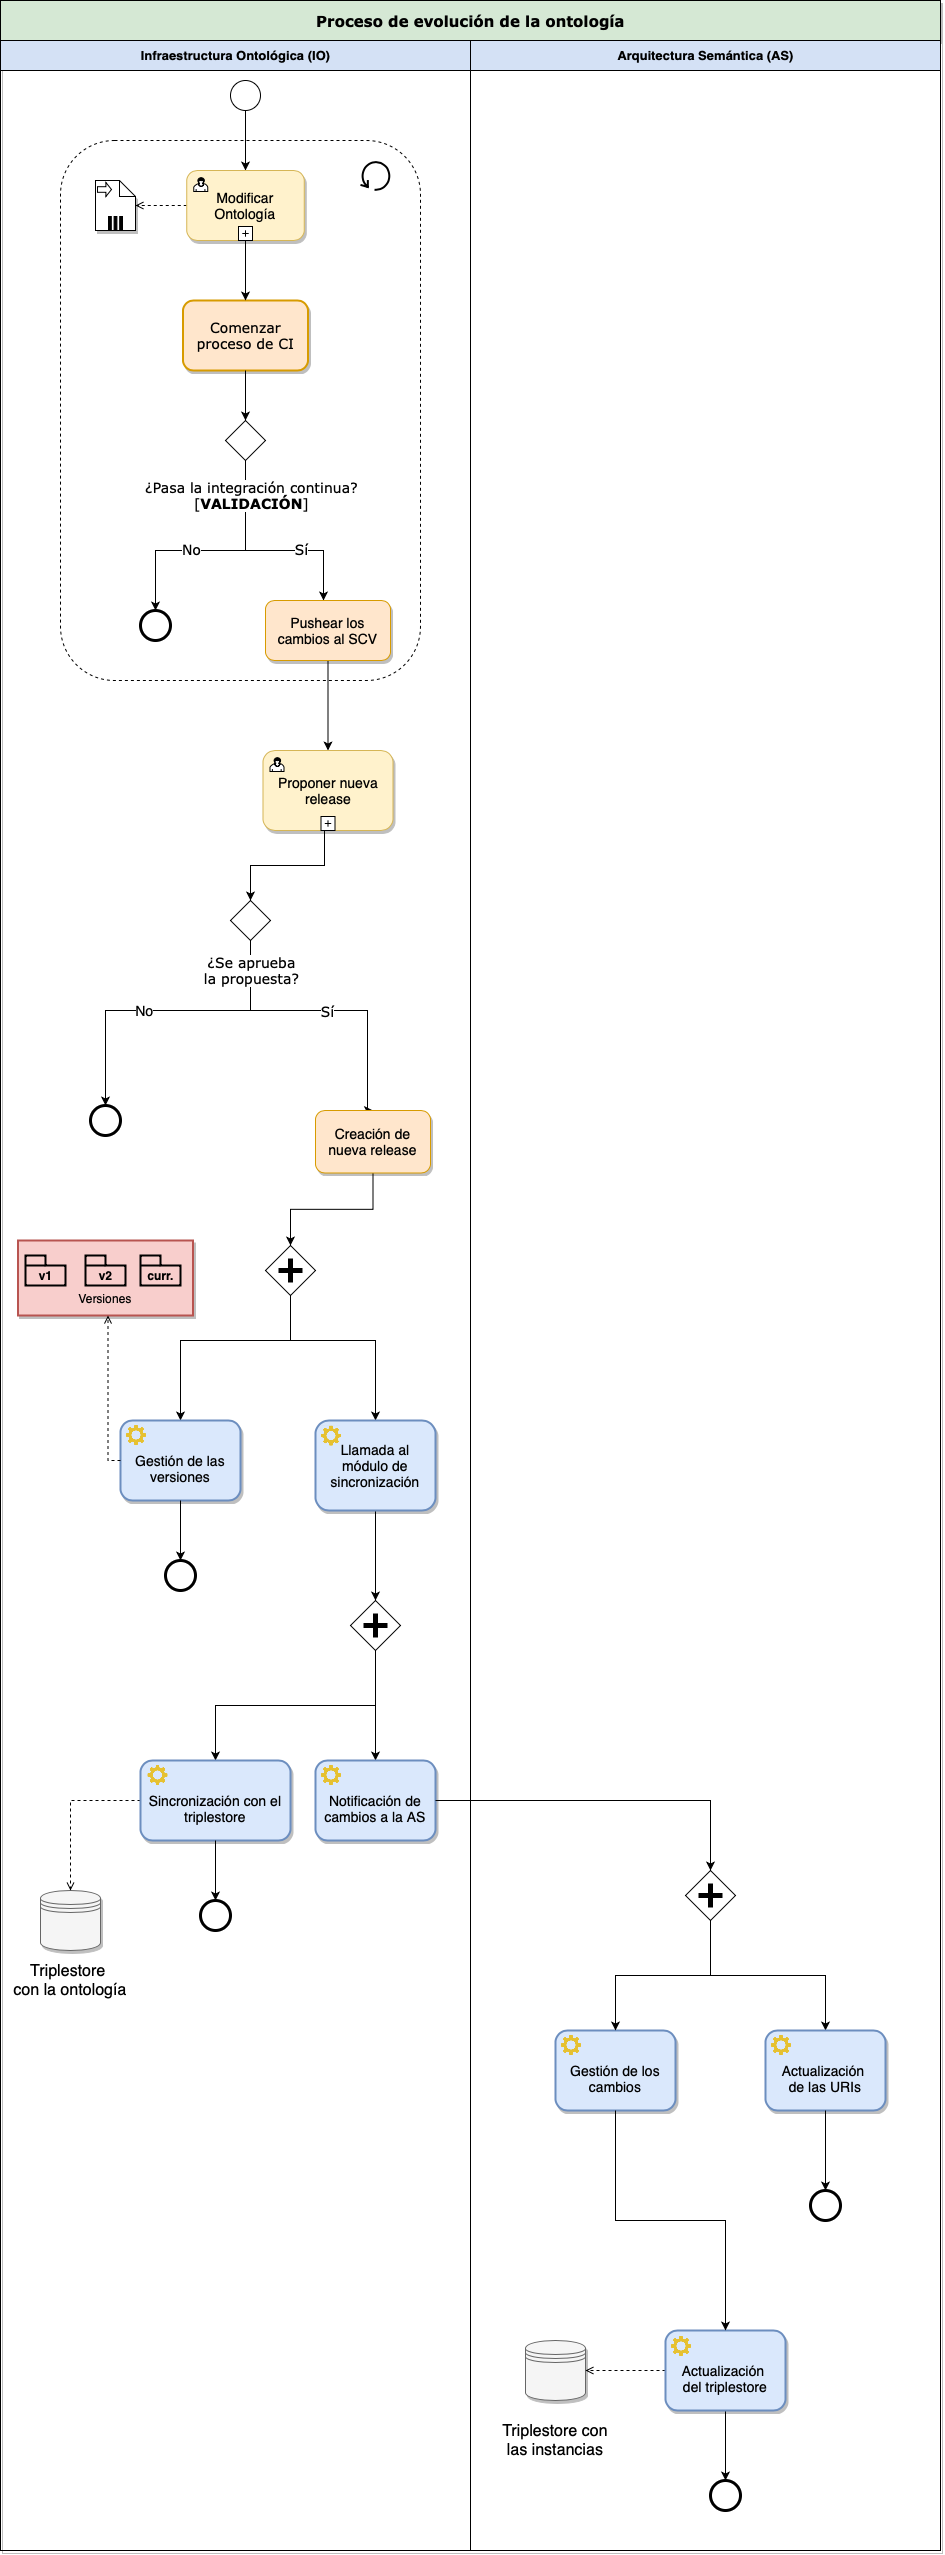 Proceso de evolución de la ontología
Infraestructura Ontológica (IO)
Arquitectura Semántica (AS)
Modificar
Ontología
Comenzar
proceso de CI
¿Pasa la integración continua?
[VALIDACIÓN]
No
Sí
Pushear los
cambios al SCV
Proponer nueva
release
¿Se aprueba
la propuesta?
No
Sí
Creación de
nueva release
v1
v2
curr.
Versiones
Gestión de las
versiones
Llamada al
módulo de
sincronización
Sincronización con el
triplestore
Notificación de
cambios a la AS
Triplestore
con la ontología
Gestión de los
cambios
Actualización
de las URIs
Actualización
del triplestore
Triplestore con
las instancias